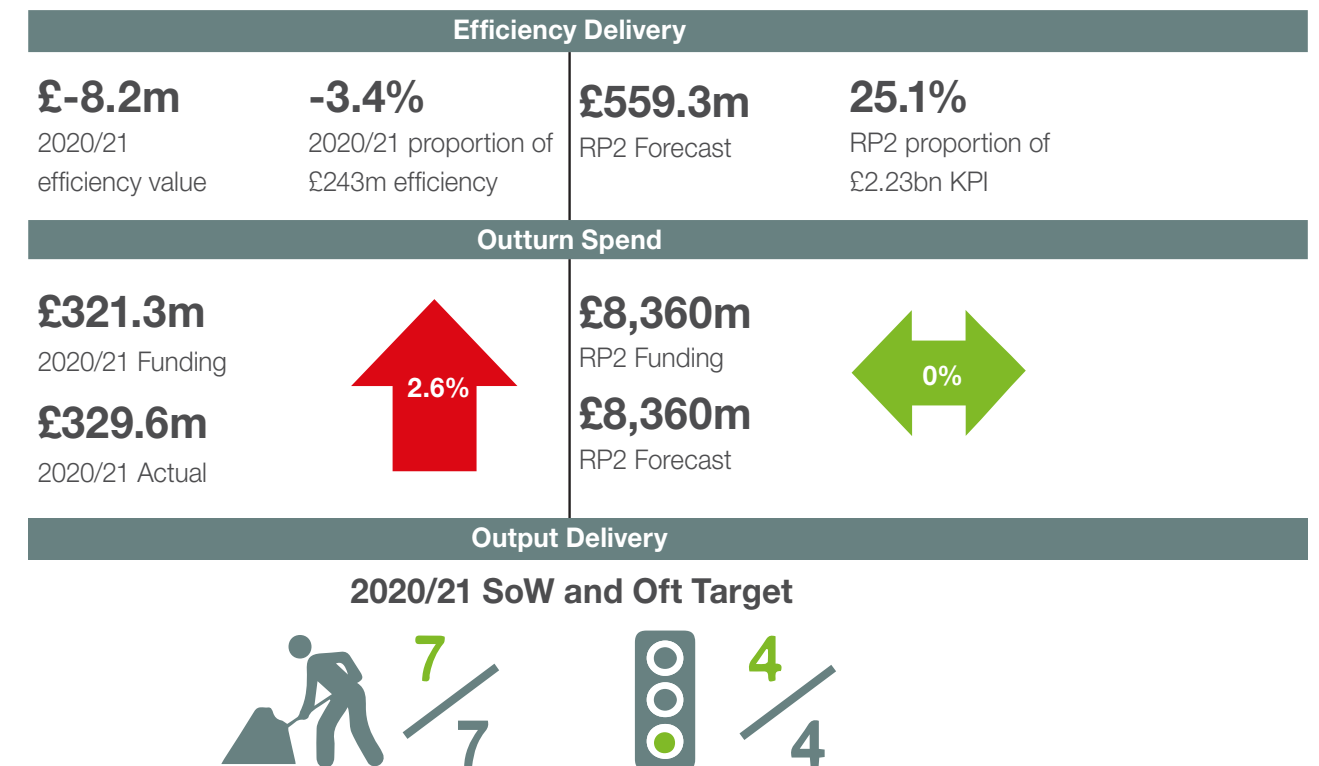 Efficiency Delivery
£-8.2m
2020/21
efficiency value
-3.4%
2020/21 proportion of
£243m efficiency
£559.3m
RP2 Forecast
25.1%
RP2 proportion of
£2.23bn KPI
Outturn Spend
£321.3m
2020/21 Funding
£329.6m
2020/21 Actual
2.6%
£8,360m
RP2 Funding
£8,360m
RP2 Forecast
0%
Output Delivery
2020/21 SoW and Oft Target
7
7
4
4